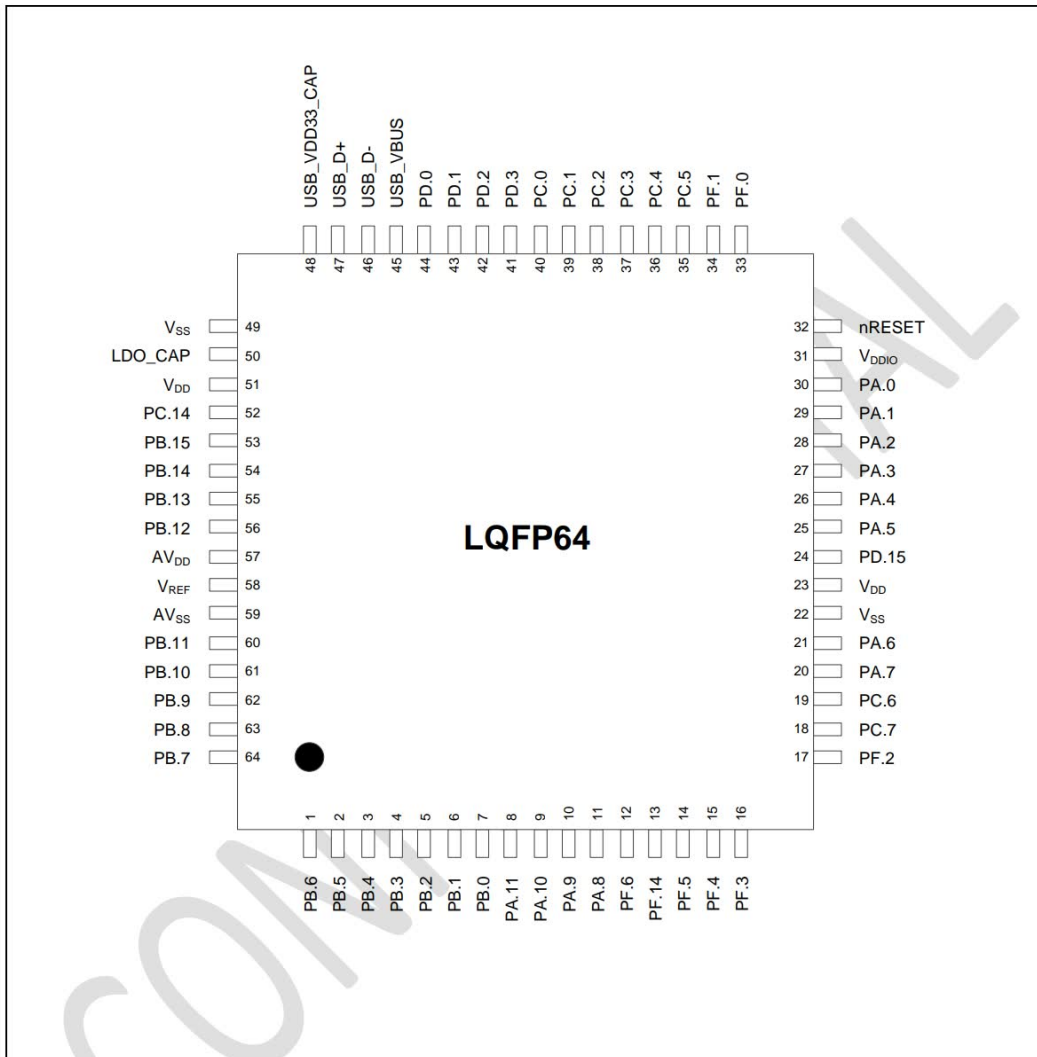 USB_VDD33_CAP
USB_D+
USB_D-
USB_VBUS
PD.0
PD.1
PD.2
PD.3
PC.0
PC.1
PC.2
PC.3
PC.4
PC.5
PF.1
PF.0
48
47
46
45
44
43
42
41
40
39
38
37
36
35
34
33
VSS 49
LDO_CAP 50
VDD 51
PC.14 52
PB.15 53
PB.14 54
PB.13 55
PB.12 56
AVDD 57
VREF 58
AVSS 59
PB.11 60
PB.10 61
PB.9 62
PB.8 63
PB.7 64
LQFP64
32 nRESET
31 VDDIO
30 PA.0
29 PA.1
28 PA.2
27 PA.3
26 PA.4
25 PA.5
24 PD.15
23 VDD
22 VSS
21 PA.6
20 PA.7
19 PC.6
18 PC.7
17 PF.2
1
2
3
4
5
6
7
8
9
10
11
12
13
14
15
16
PB.6
PB.5
PB.4
PB.3
PB.2
PB.1
PB.0
PA.11
PA.10
PA.9
PA.8
PF.6
PF.14
PF.5
PF.4
PF.3